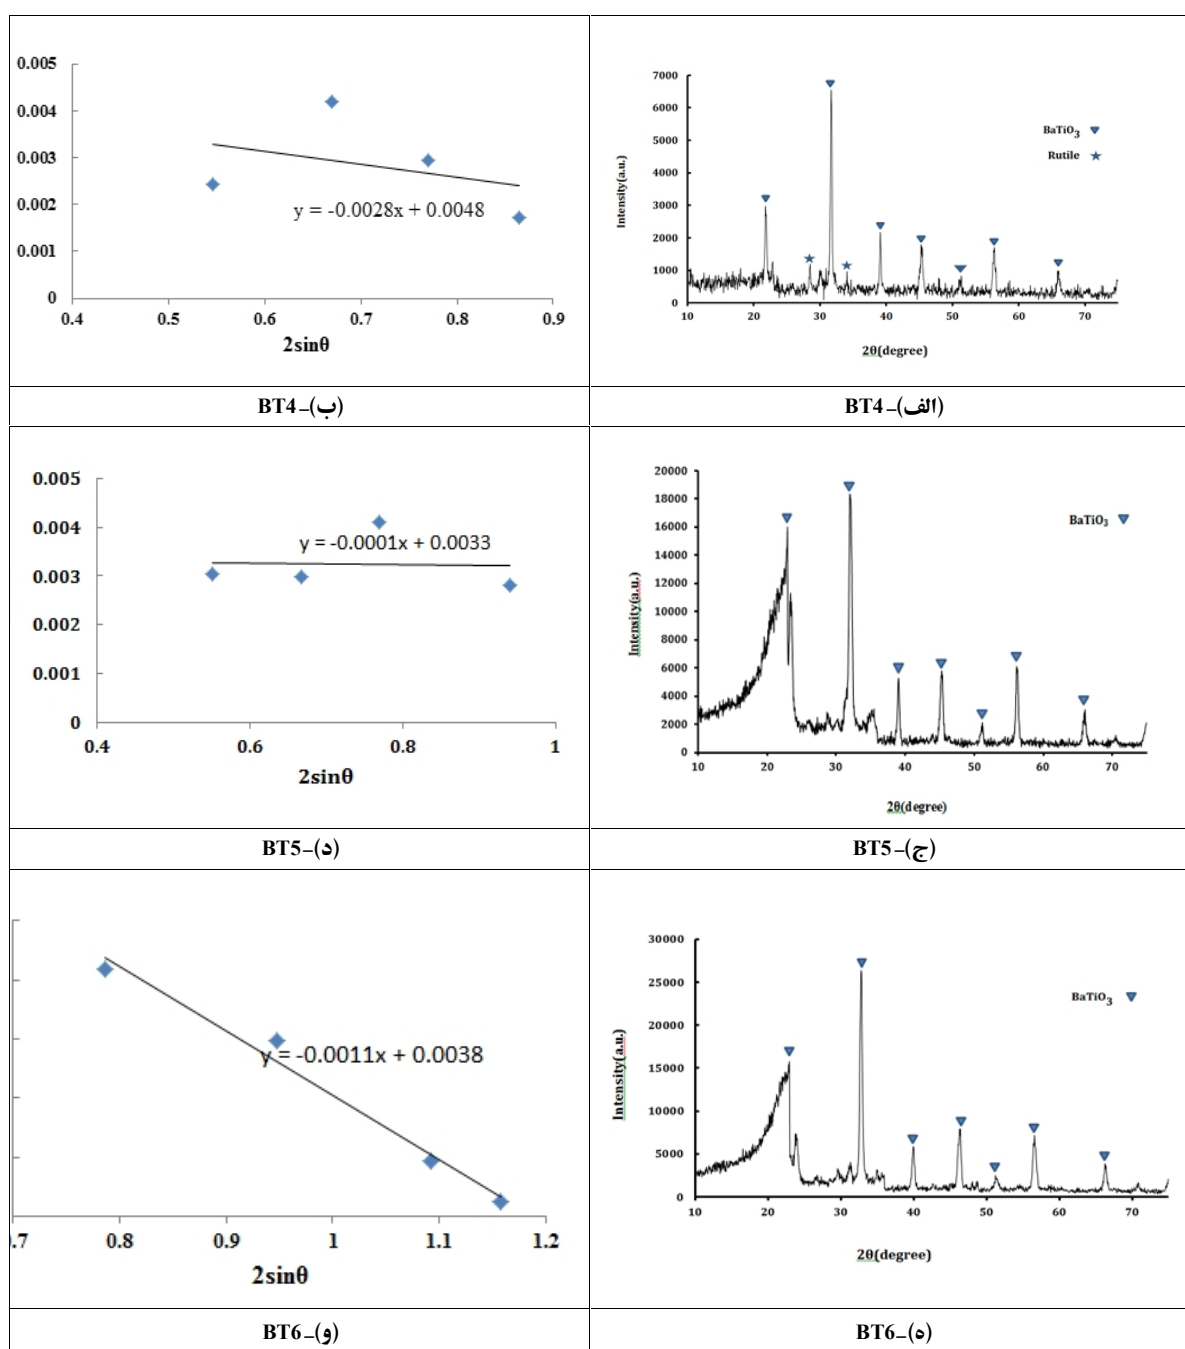 0.005
0.004
0.003
0.002
0.001
0
0.4 0.5 0.6 0.7 0.8 0.9
y = -0.0028x + 0.0048
2sinθ
7000
6000
5000
4000
3000
2000
1000
0
10 20 30 40 50 60 70
Intensity(a.u.)
BaTiO₃
Rutile
2θ(degree)
BT4-(ب)
BT4-(الف)
0.005
0.004
0.003
0.002
0.001
0
0.4 0.6 0.8 1
y = -0.0001x + 0.0033
2sinθ
20000
18000
16000
14000
12000
10000
8000
6000
4000
2000
0
10 20 30 40 50 60 70
Intensity(a.u.)
BaTiO₃
2θ(degree)
BT5-(د)
BT5-(ج)
.7 0.8 0.9 1 1.1 1.2
y = -0.0011x + 0.0038
2sinθ
30000
25000
20000
15000
10000
5000
0
10 20 30 40 50 60 70
Intensity(a.u.)
BaTiO₃
2θ(degree)
BT6-(و)
BT6-(ه)